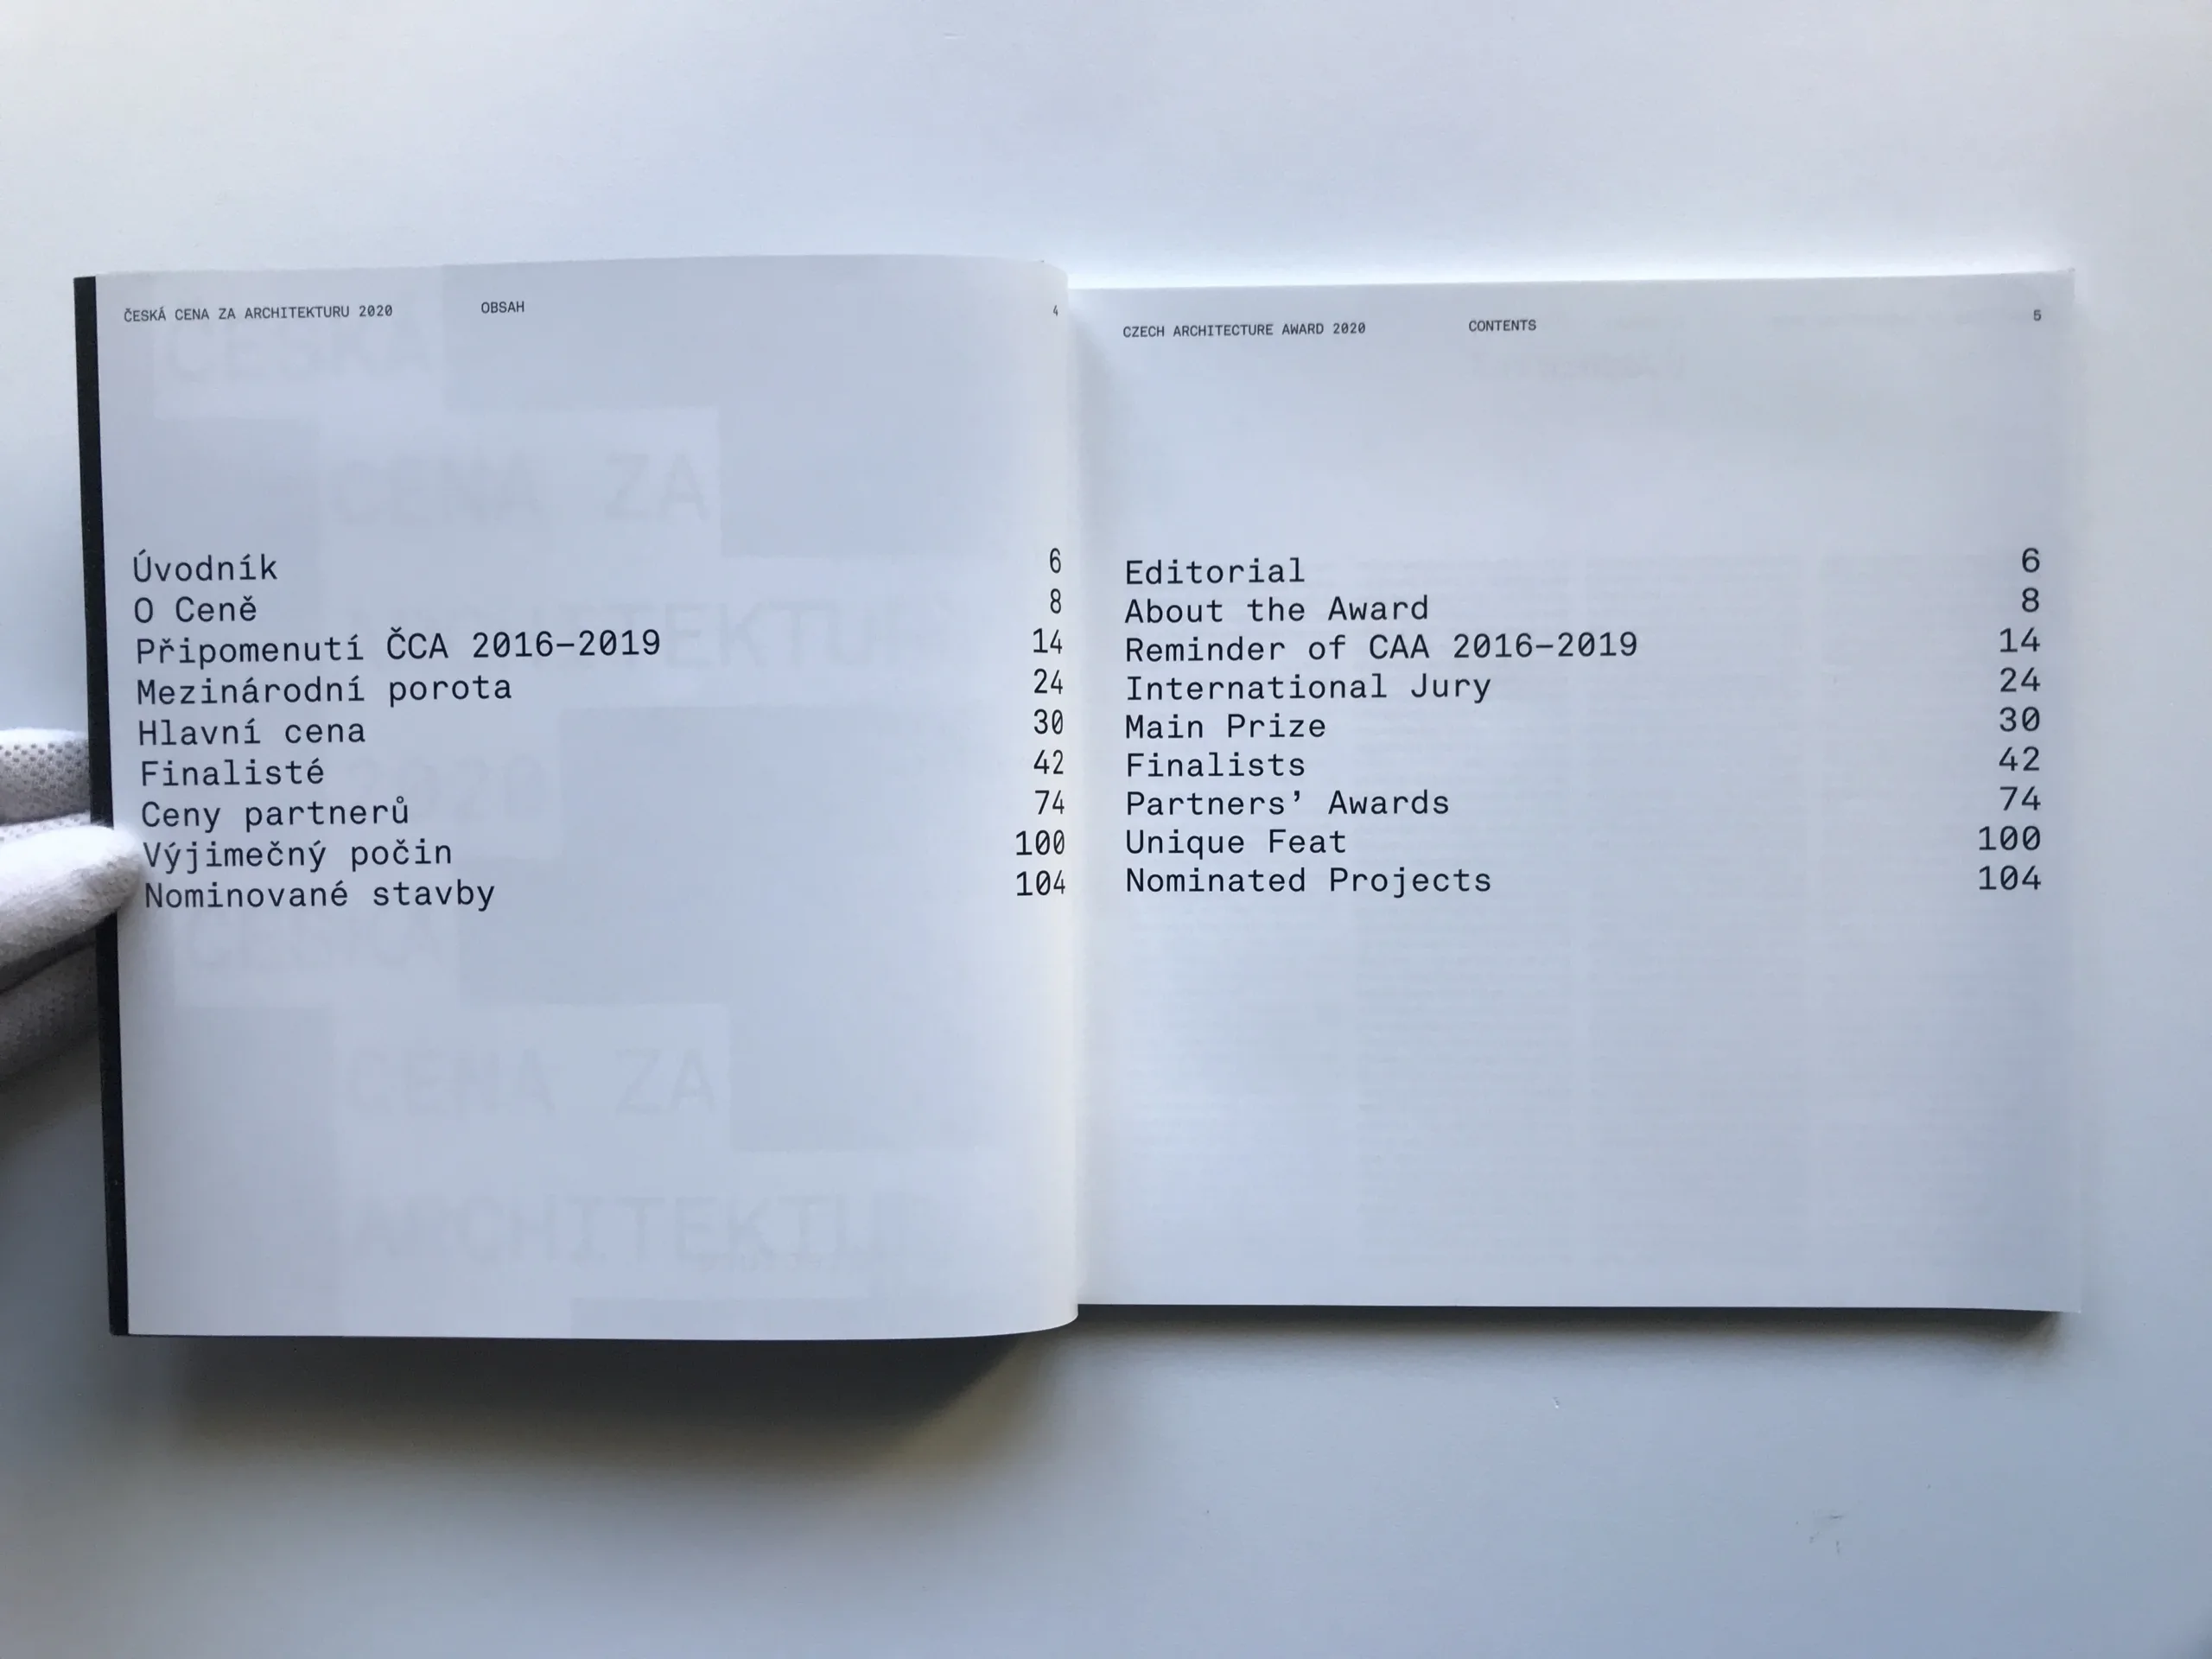 ČESKÁ CENA ZA ARCHITEKTURU 2020 OBSAH 4
Úvodník 6
O Ceně 8
Připomenutí ČCA 2016–2019 14
Mezinárodní porota 24
Hlavní cena 30
Finalisté 42
Ceny partnerů 74
Výjimečný počin 100
Nominované stavby 104
CZECH ARCHITECTURE AWARD 2020 CONTENTS 5
Editorial 6
About the Award 8
Reminder of CAA 2016–2019 14
International Jury 24
Main Prize 30
Finalists 42
Partners’ Awards 74
Unique Feat 100
Nominated Projects 104